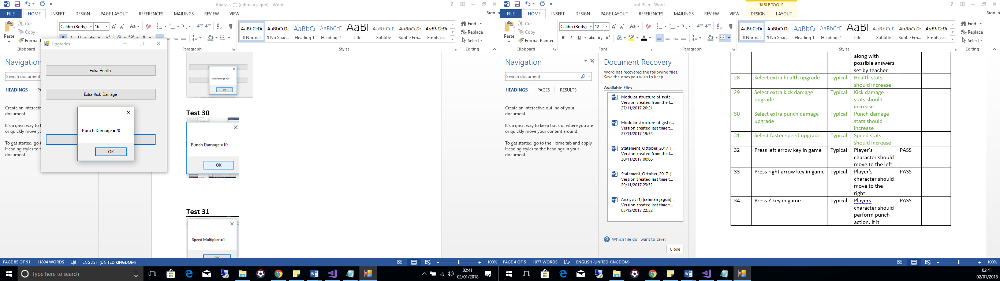 Analysis (1) (rahman jagun) - Word
FILE HOME INSERT DESIGN PAGE LAYOUT REFERENCES MAILINGS REVIEW VIEW Sign in
Paste
Cut
Copy
Format P
Clipboard
Calibri (Body) 16
Paragraph
AaBbCcDc AaBbCcDc AaBbCc AaBbCcC AaBl AaBbCcD AaBbCcDc AaBbCcDc
¶ Normal ¶ No Spac... Heading 1 Heading 2 Title Subtitle Subtle Em... Emphasis
Styles
Find
Replace
Select
Editing
Upgrades
Extra Health
Extra Kick Damage
Punch Damage =20
OK
Navigation
Search document
HEADINGS PA
Create an interactiv
document.
It's a great way to k
or quickly move yo
To get started, go t
Heading styles to t
document.
Kick Damage =20
OK
Test 30
Punch Damage =10
OK
Test 31
Speed Multiplier =1
OK
PAGE 85 OF 91 11894 WORDS ENGLISH (UNITED KINGDOM) 100%
Type here to search
02:41
02/01/2018
Test Plan - Word
TABLE TOOLS
FILE HOME INSERT DESIGN PAGE LAYOUT REFERENCES MAILINGS REVIEW VIEW DESIGN LAYOUT Sign in
Paste
Cut
Copy
Format Painter
Clipboard
Calibri (Body) 12
B I U abc x₂ x²
Font
Paragraph
AaBbCcDc AaBbCcDc AaBbCc AaBbCcC AaBl AaBbCcD AaBbCcDc AaBbCcDc
¶ Normal ¶ No Spac... Heading 1 Heading 2 Title Subtitle Subtle Em... Emphasis
Styles
Find
Replace
Select
Editing
Navigation
Search document
HEADINGS PAGES RESULTS
Create an interactive outline of your
document.
It's a great way to keep track of where you are
or quickly move your content around.
To get started, go to the Home tab and apply
Heading styles to the headings in your
document.
Document Recovery
Word has recovered the following files.
Save the ones you wish to keep.
Available Files
Modular structure of syste...
Version created from the l...
27/11/2017 20:21
Modular structure of syste...
Version created last time t...
27/11/2017 19:32
Statement_October_2017 [...
Version created from the l...
30/11/2017 00:06
Statement_October_2017 [...
Version created last time t...
29/11/2017 23:32
Analysis (1) (rahman jagun) ..
Version created last time t...
03/12/2017 22:52
Which file do I want to save?
Close
along with
possible answers
set by teacher
28 Select extra health upgrade Typical Health stats
should increase
29 Select extra kick damage Typical Kick damage
upgrade stats should
increase
30 Select extra punch damage Typical Punch damage
upgrade stats should
increase
31 Select faster speed upgrade Typical Speed stats
should increase
32 Press left arrow key in game Typical Player's PASS
character should
move to the left
33 Press right arrow key in game Typical Player's PASS
character should
move to the
right
34 Press Z key in game Typical Players PASS
character should
perform punch
action. If it
PAGE 4 OF 5 1077 WORDS ENGLISH (UNITED KINGDOM) 100%
02:41
02/01/2018